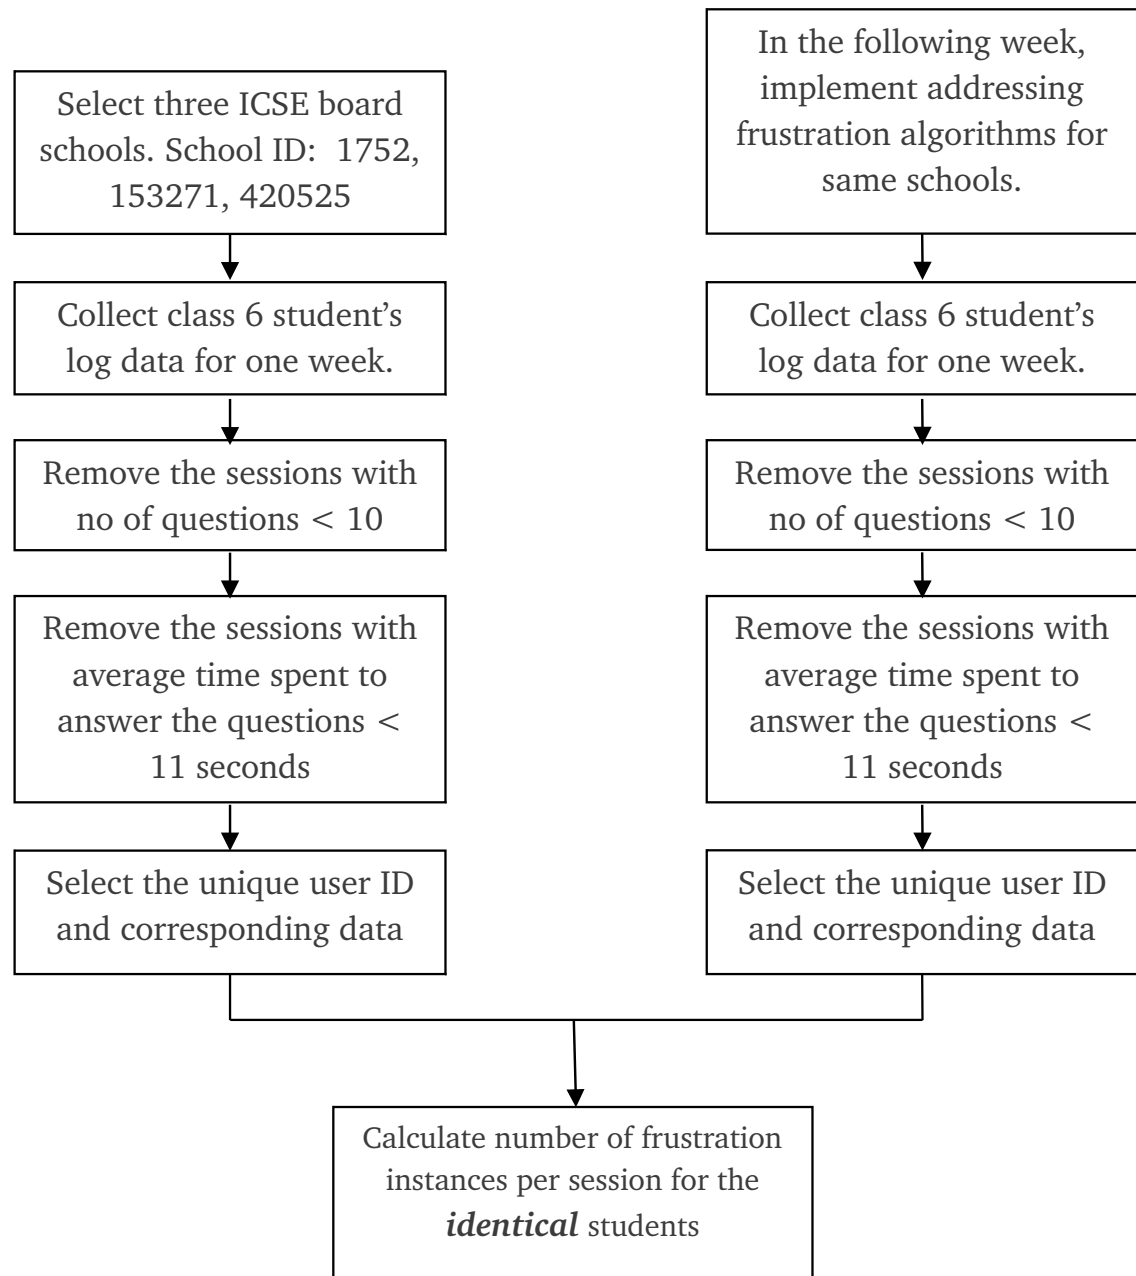 Select three ICSE board
schools. School ID: 1752,
153271, 420525
Collect class 6 student’s
log data for one week.
Remove the sessions with
no of questions < 10
Remove the sessions with
average time spent to
answer the questions <
11 seconds
Select the unique user ID
and corresponding data
In the following week,
implement addressing
frustration algorithms for
same schools.
Collect class 6 student’s
log data for one week.
Remove the sessions with
no of questions < 10
Remove the sessions with
average time spent to
answer the questions <
11 seconds
Select the unique user ID
and corresponding data
Calculate number of frustration
instances per session for the
identical students